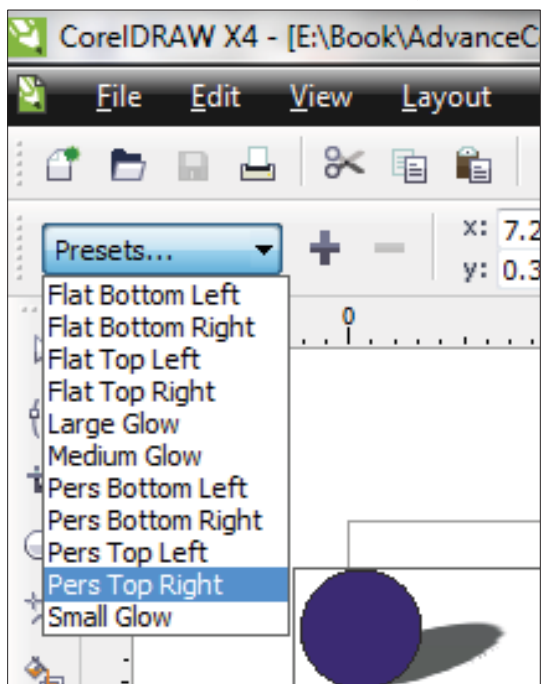 CorelDRAW X4 - [E:\Book\AdvanceC
File Edit View Layout
Presets...
x: 7.2
y: 0.3
Flat Bottom Left
Flat Bottom Right
Flat Top Left
Flat Top Right
Large Glow
Medium Glow
Pers Bottom Left
Pers Bottom Right
Pers Top Left
Pers Top Right
Small Glow
0